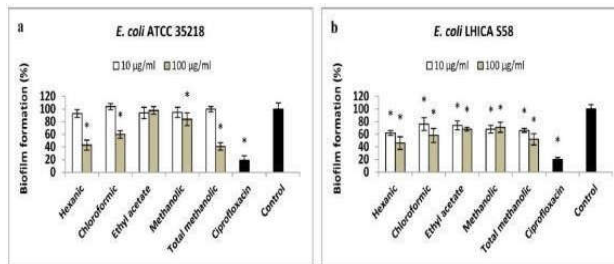 a
E. coli ATCC 35218
10 µg/ml 100 µg/ml
Biofilm formation (%)
120
100
80
60
40
20
0
* * * * *
Hexanic
Chloroformic
Ethyl acetate
Methanolic
Total methanolic
Ciprofloxacin
Control
b
E. coli LHICA S58
10 µg/ml 100 µg/ml
Biofilm formation (%)
120
100
80
60
40
20
0
* * * * * * * * * * *
Hexanic
Chloroformic
Ethyl acetate
Methanolic
Total methanolic
Ciprofloxacin
Control